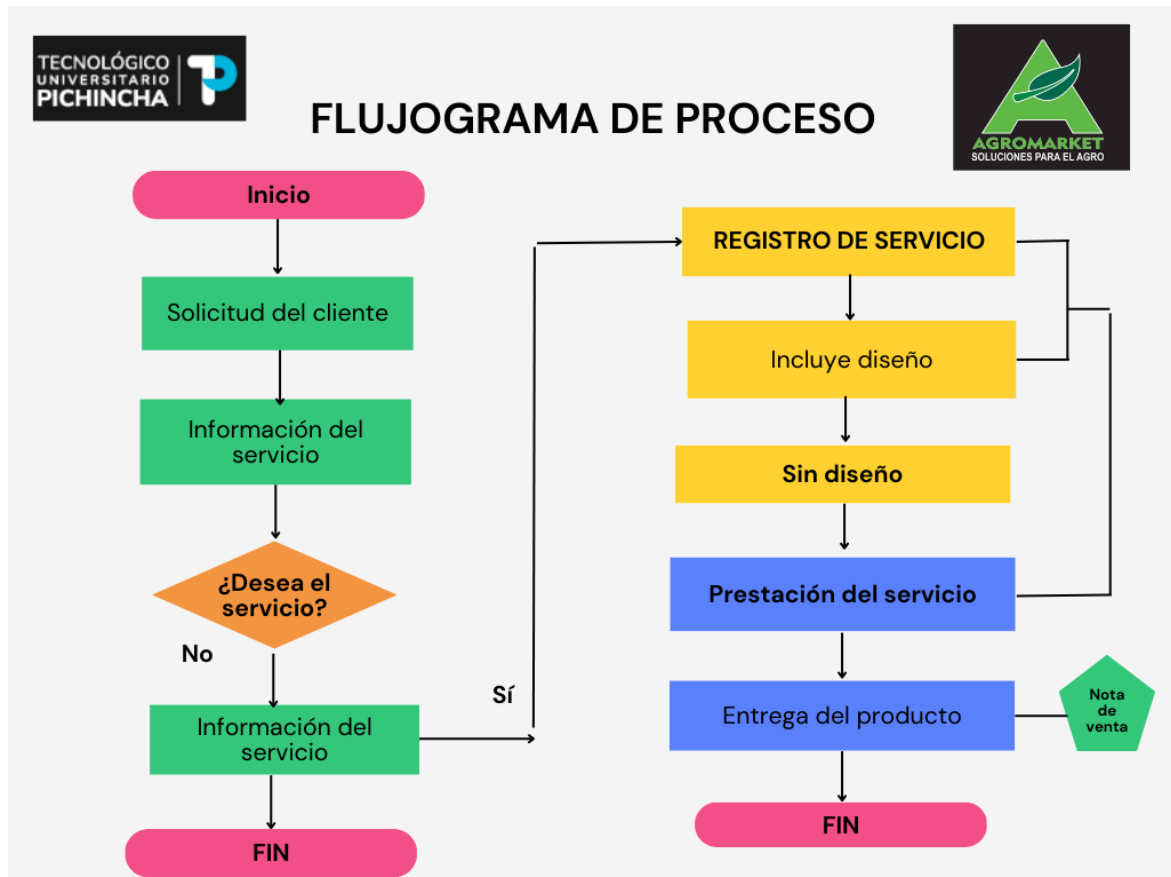 TECNOLÓGICO
UNIVERSITARIO
PICHINCHA
FLUJOGRAMA DE PROCESO
AGROMARKET
SOLUCIONES PARA EL AGRO
Inicio
Solicitud del cliente
Información del
servicio
¿Desea el
servicio?
No
Información del
servicio
Sí
FIN
REGISTRO DE SERVICIO
Incluye diseño
Sin diseño
Prestación del servicio
Entrega del producto
Nota
de
venta
FIN